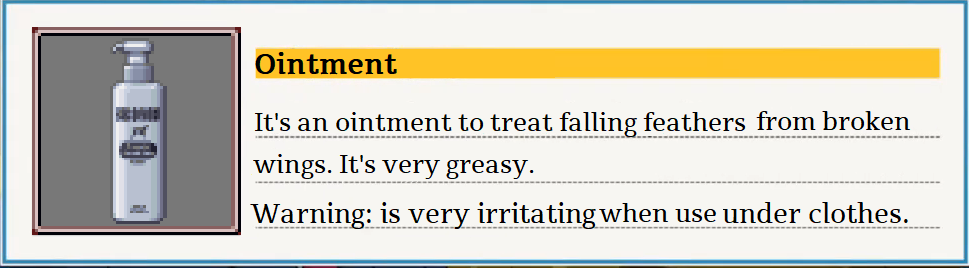 Ointment
It's an ointment to treat falling feathers from broken
wings. It's very greasy.
Warning: is very irritating when use under clothes.